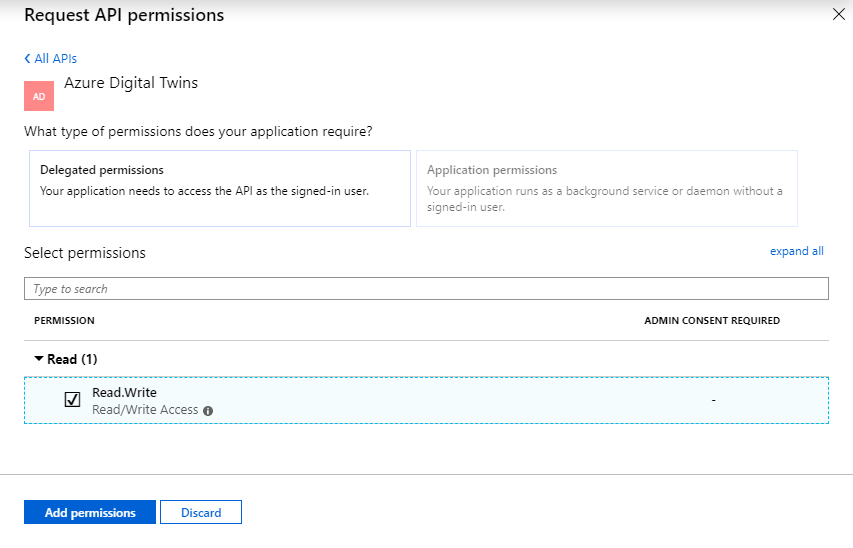 Request API permissions
All APIs
AD
Azure Digital Twins
What type of permissions does your application require?
Delegated permissions
Your application needs to access the API as the signed-in user.
Application permissions
Your application runs as a background service or daemon without a
signed-in user.
Select permissions
expand all
Type to search
PERMISSION
ADMIN CONSENT REQUIRED
Read (1)
Read.Write
Read/Write Access
-
Add permissions
Discard